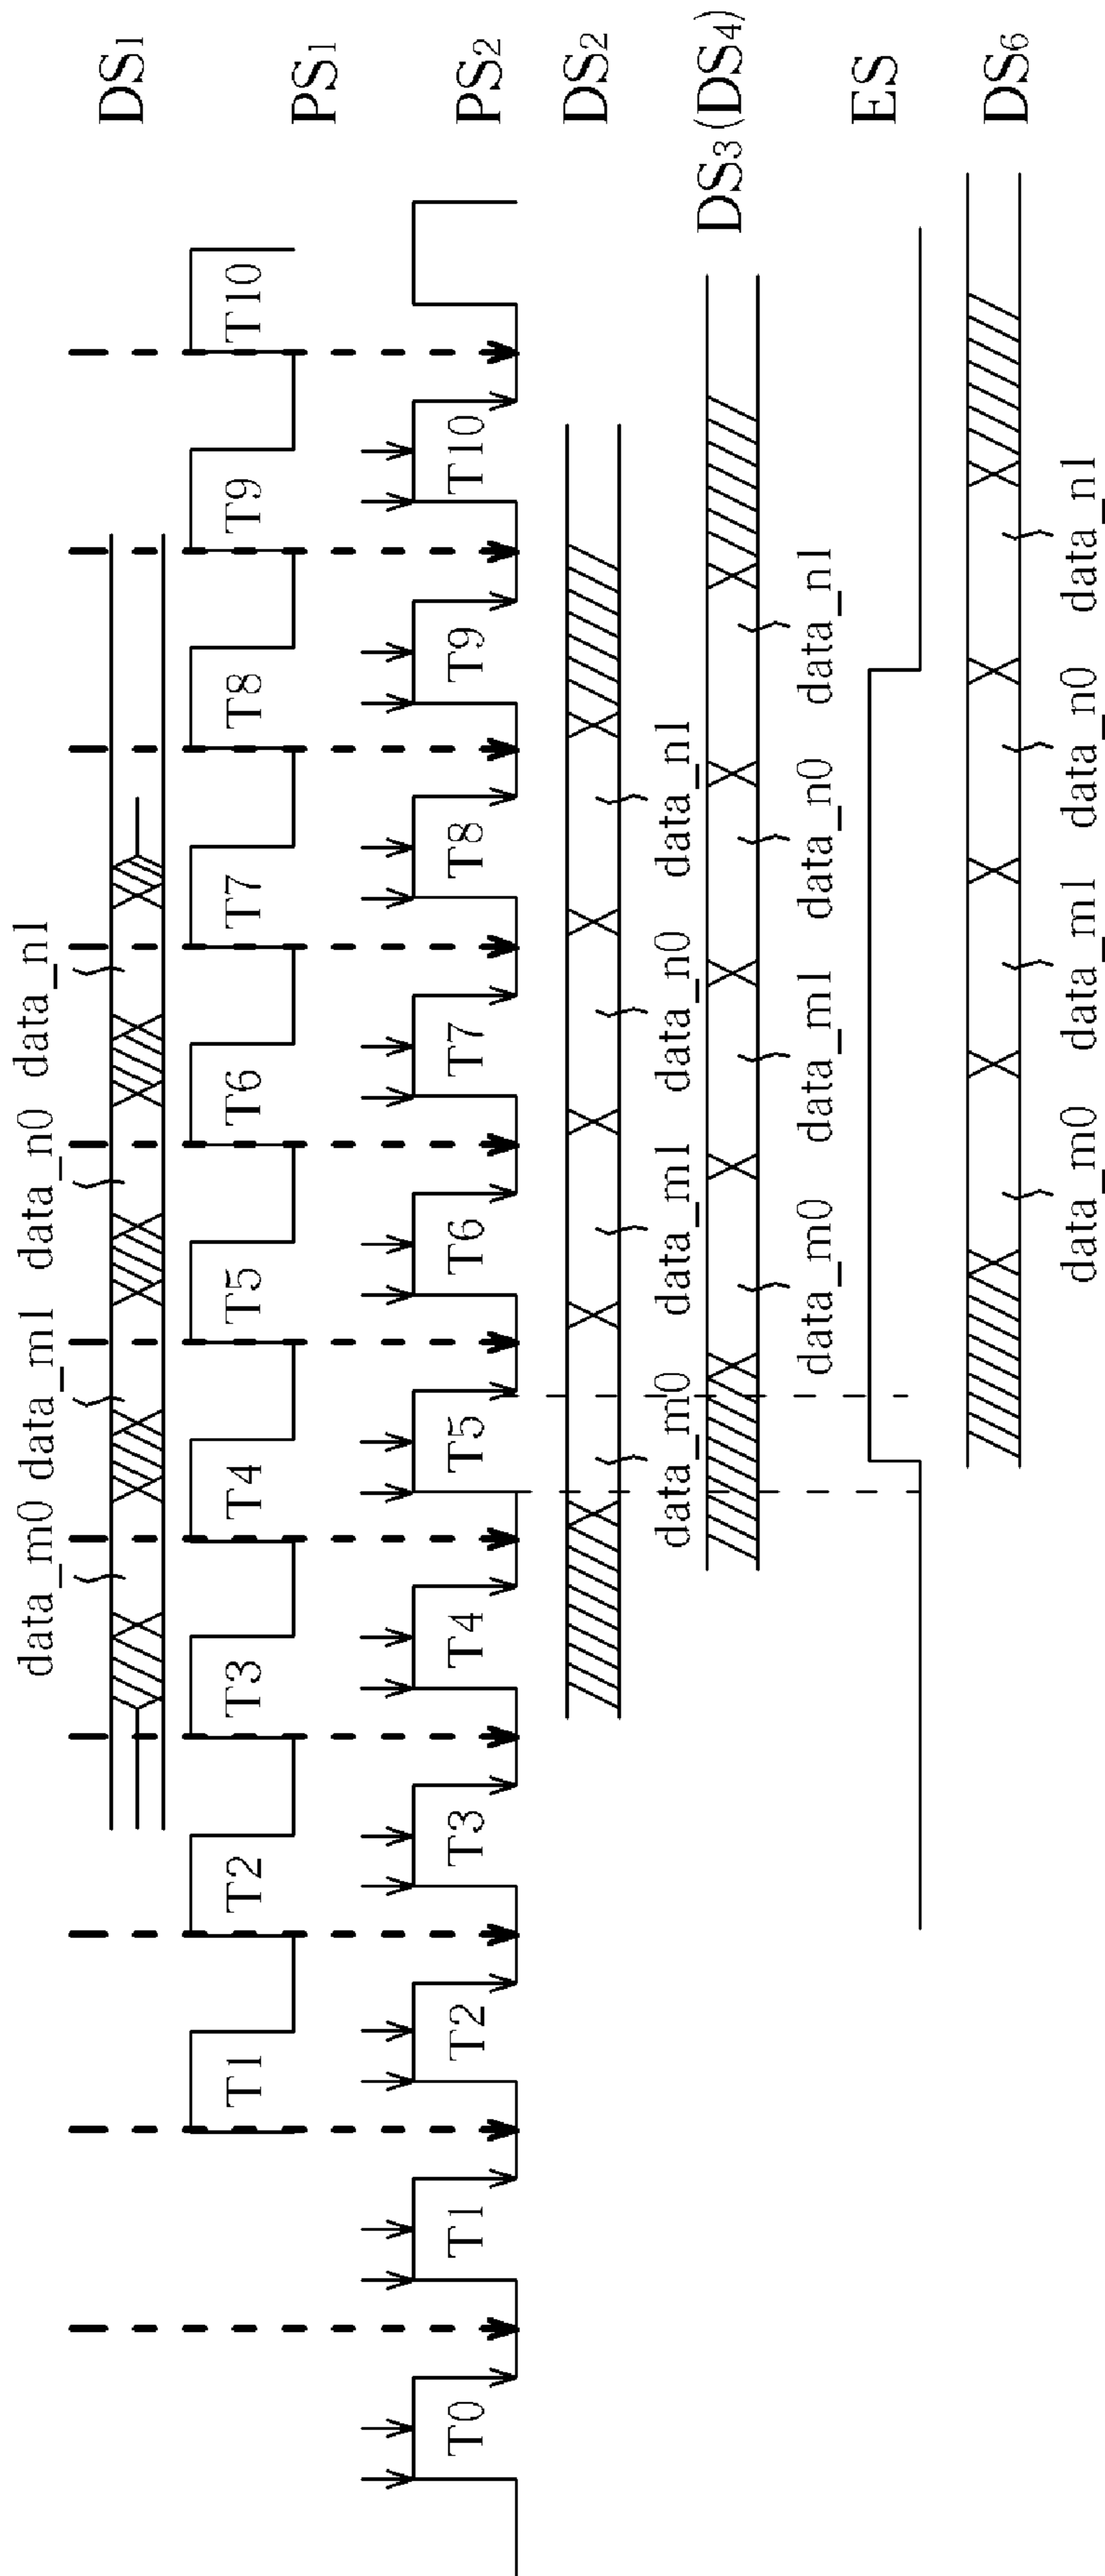 data_m0 data_m1 data_n0 data_n1
DS1
T1 T2 T3 T4 T5 T6 T7 T8 T9 T10
PS1
T0 T1 T2 T3 T4 T5 T6 T7 T8 T9 T10
PS2
DS2
data_m0 data_m1 data_n0 data_n1
DS3(DS4)
data_m0 data_m1 data_n0 data_n1
ES
DS6
data_m0 data_m1 data_n0 data_n1